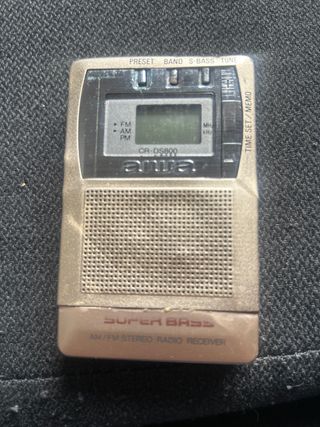 PRESET BAND S-BASS TUNE
FM
AM
PM
MHz
kHz
TIME SET/MEMO
CR-DS600
aiwa
SUPER BASS
AM/FM STEREO RADIO RECEIVER